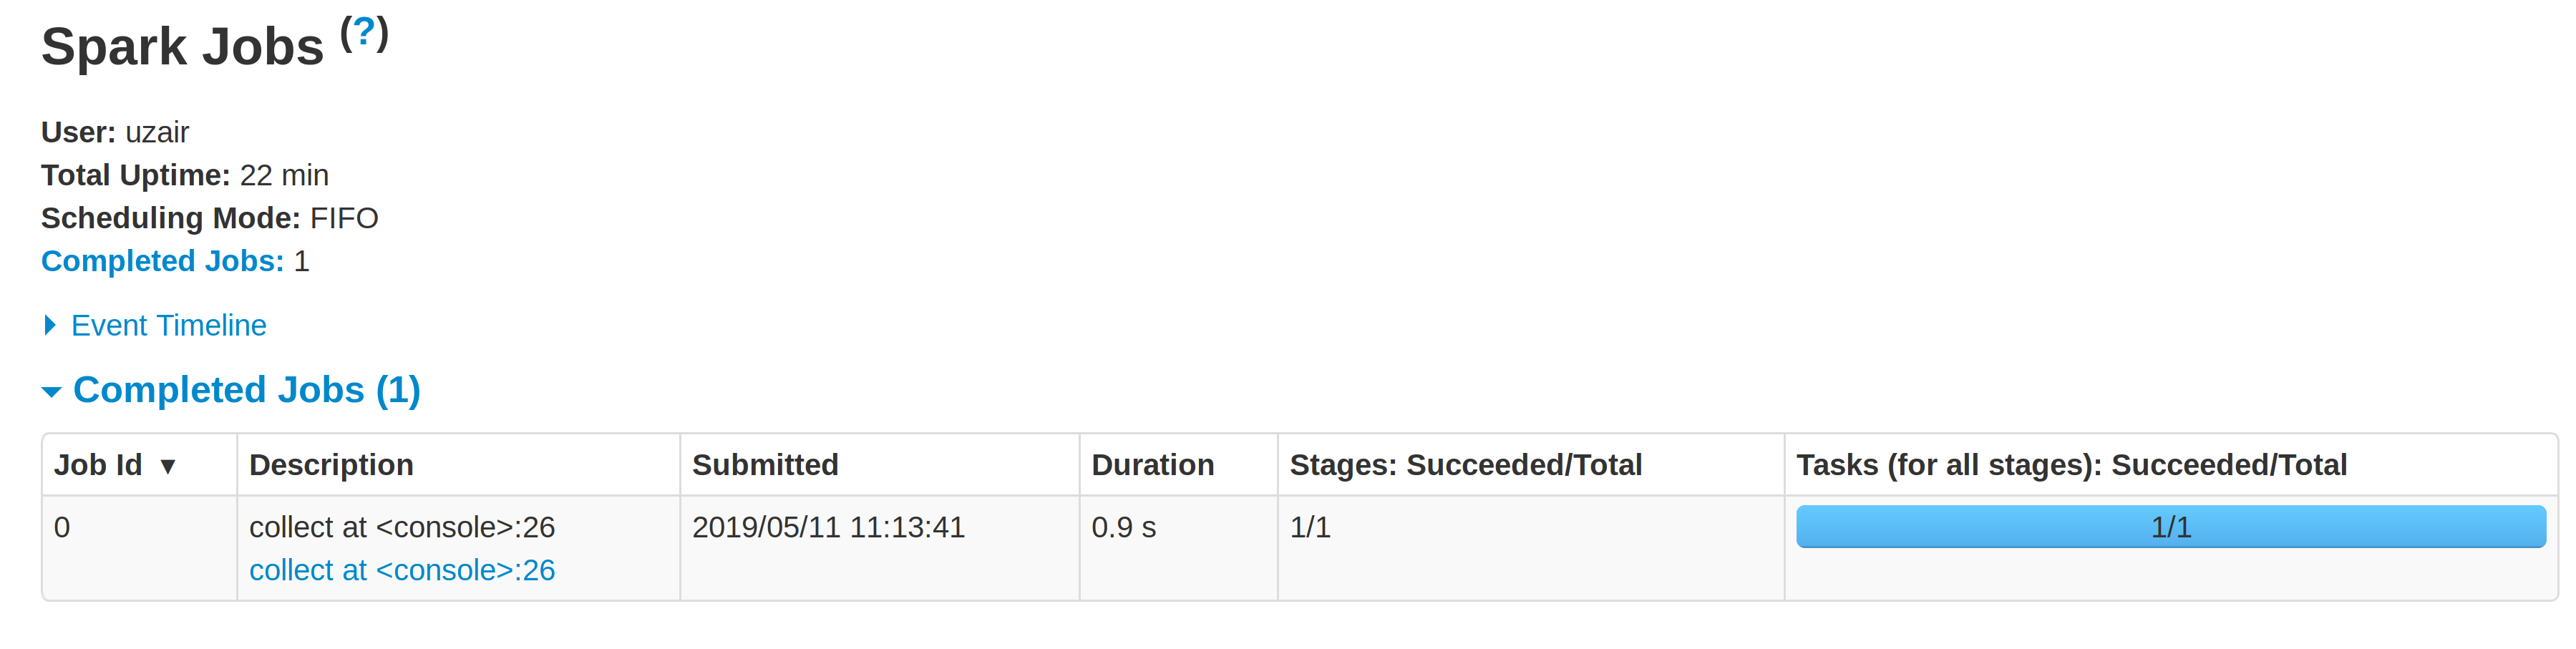 Spark Jobs (?)
User: uzair
Total Uptime: 22 min
Scheduling Mode: FIFO
Completed Jobs: 1
Event Timeline
Completed Jobs (1)
Job Id ▼ Description Submitted Duration Stages: Succeeded/Total Tasks (for all stages): Succeeded/Total
0 collect at <console>:26 2019/05/11 11:13:41 0.9 s 1/1 1/1
collect at <console>:26